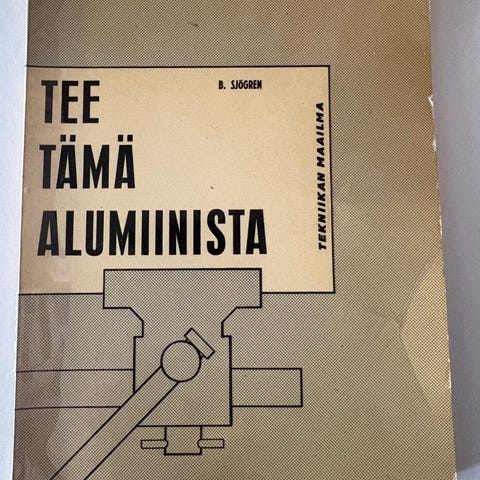 B. SJÖGREN
TEE
TÄMÄ
ALUMIINISTA
TEKNIIKAN MAAILMA